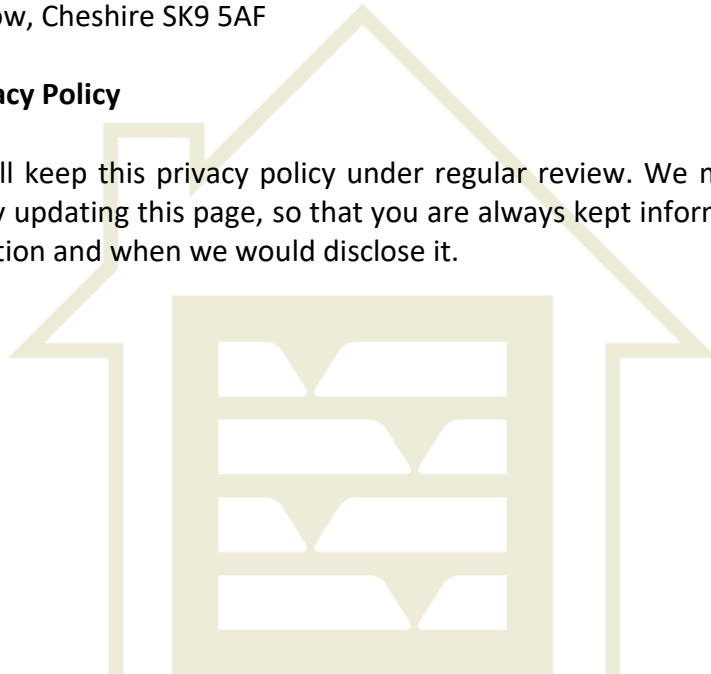 ow, Cheshire SK9 5AF
acy Policy
ll keep this privacy policy under regular review. We
y updating this page, so that you are always kept
tion and when we would disclose it.